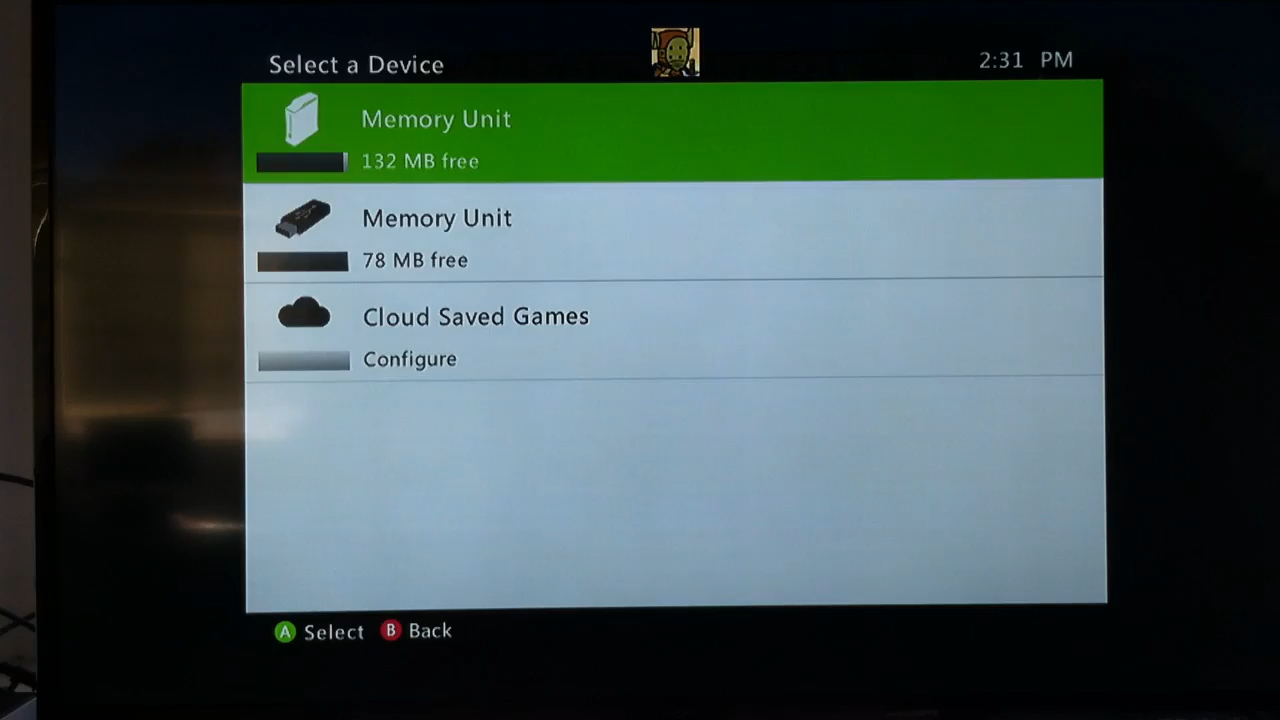 Select a Device
2:31 PM
Memory Unit
132 MB free
Memory Unit
78 MB free
Cloud Saved Games
Configure
A Select B Back